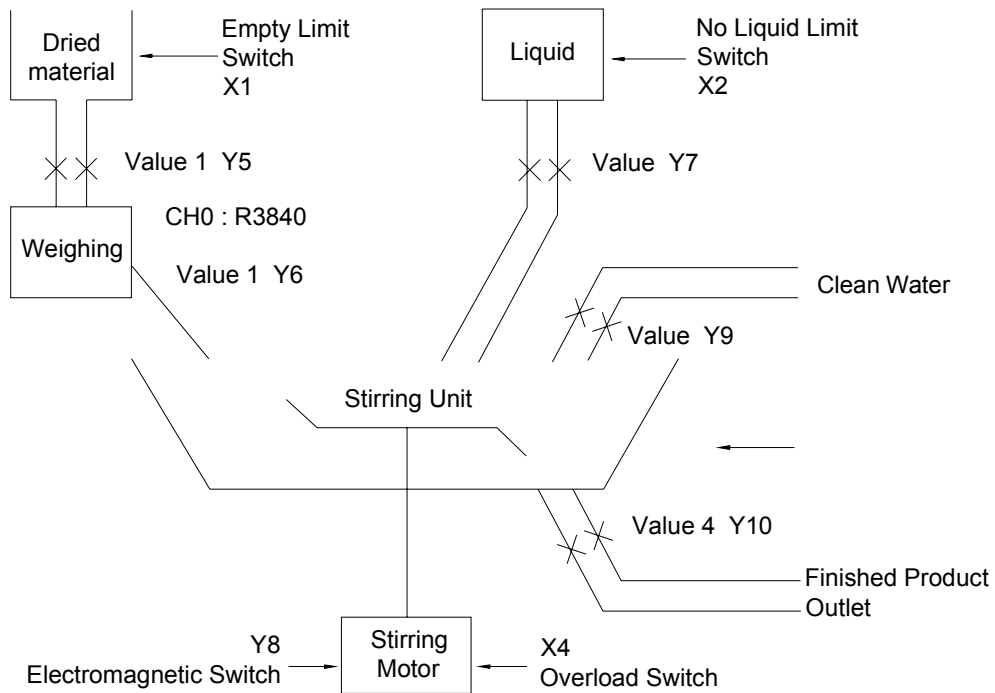 Dried
material
Empty Limit
Switch
X1
Liquid
No Liquid Limit
Switch
X2
Value 1 Y5
Value Y7
CH0 : R3840
Weighing
Value 1 Y6
Clean Water
Value Y9
Stirring Unit
Value 4 Y10
Finished Product
Outlet
Y8
Electromagnetic Switch
Stirring
Motor
X4
Overload Switch